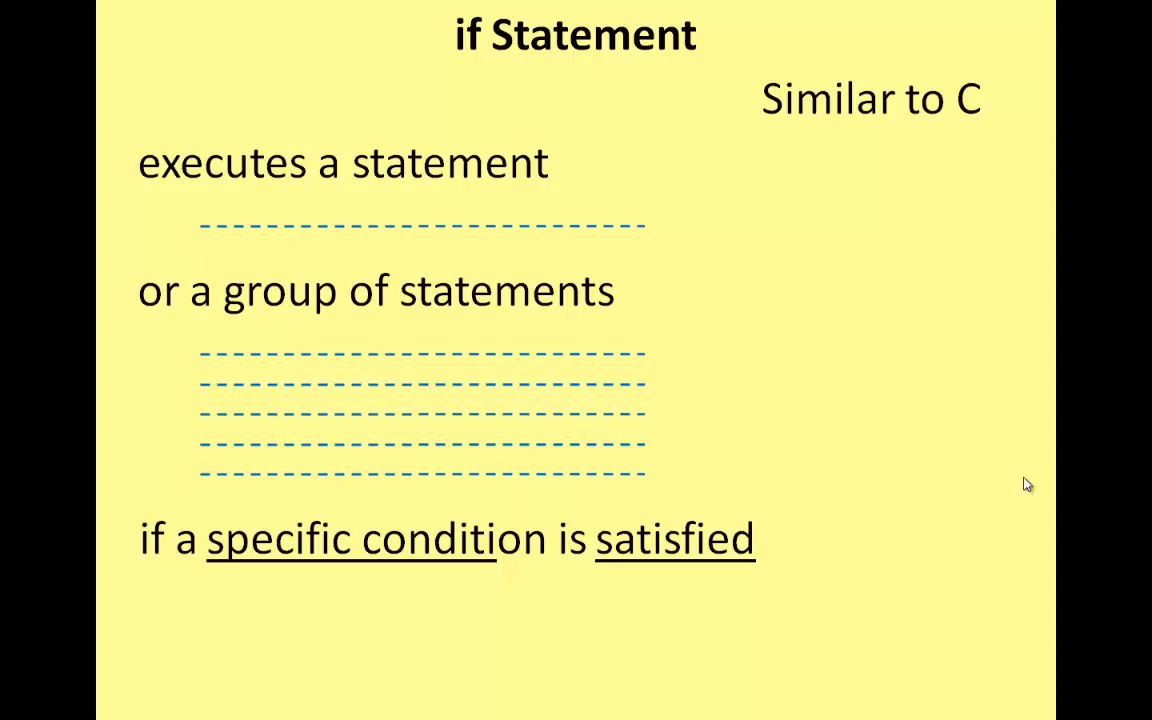 if Statement
Similar to C
executes a statement
---------------------------
or a group of statements
---------------------------
---------------------------
---------------------------
---------------------------
---------------------------
if a specific condition is satisfied